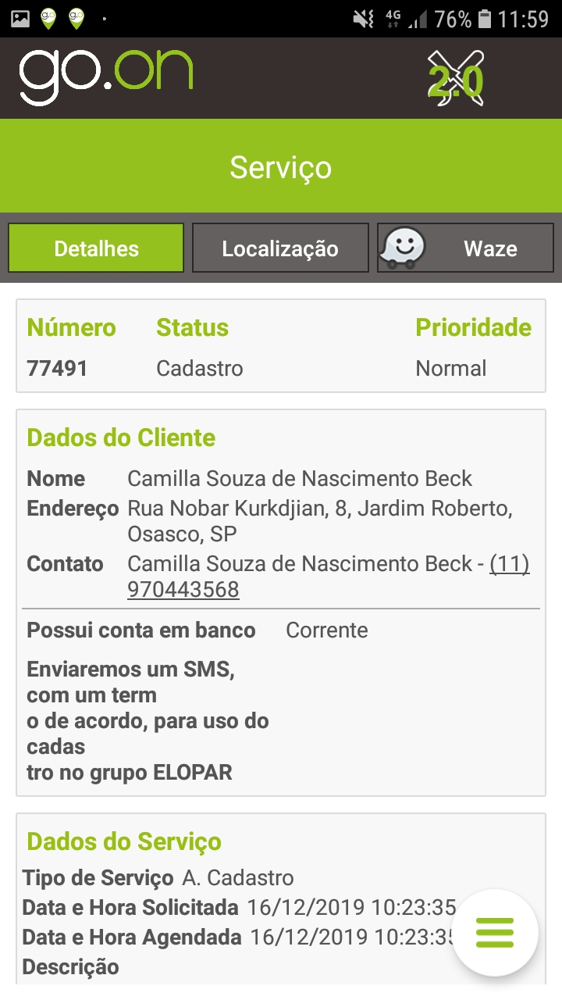 4G 76% 11:59
go.on 2.0
Serviço
Detalhes Localização Waze
Número Status Prioridade
77491 Cadastro Normal
Dados do Cliente
Nome Camilla Souza de Nascimento Beck
Endereço Rua Nobar Kurkdjian, 8, Jardim Roberto,
Osasco, SP
Contato Camilla Souza de Nascimento Beck - (11)
970443568
Possui conta em banco Corrente
Enviaremos um SMS,
com um term
o de acordo, para uso do
cadas
tro no grupo ELOPAR
Dados do Serviço
Tipo de Serviço A. Cadastro
Data e Hora Solicitada 16/12/2019 10:23:35
Data e Hora Agendada 16/12/2019 10:23:35
Descrição